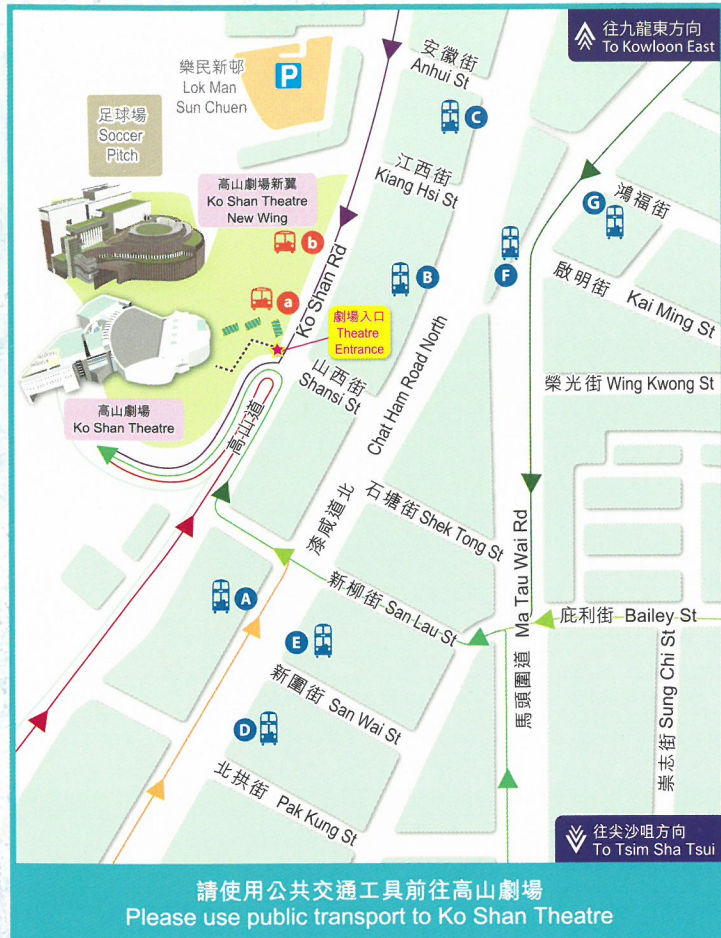 往九龍東方向
To Kowloon East
安徽街
Anhui St
樂民新邨
Lok Man
Sun Chuen
P
足球場
Soccer
Pitch
C
江西街
Kiang Hsi St
高山劇場新翼
Ko Shan Theatre
New Wing
鴻福街
G
b
B
F
啟明街 Kai Ming St
a
Ko Shan Rd
劇場入口
Theatre
Entrance
Chat Ham Road North
山西街
Shansi St
榮光街 Wing Kwong St
高山劇場
Ko Shan Theatre
高山道
漆咸道北
石塘街 Shek Tong St
Ma Tau Wai Rd
馬頭圍道
新柳街 San Lau St
庇利街 Bailey St
A
E
新圍街 San Wai St
崇志街 Sung Chi St
D
北拱街 Pak Kung St
往尖沙咀方向
To Tsim Sha Tsui
請使用公共交通工具前往高山劇場
Please use public transport to Ko Shan Theatre